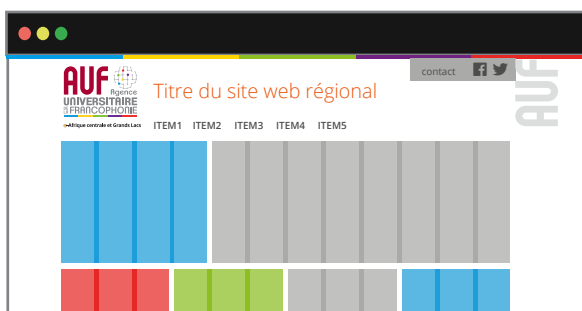 contact
AUF
AUF
Agence
UNIVERSITAIRE
DE LA FRANCOPHONIE
Afrique centrale et Grands Lacs
Titre du site web régional
ITEM1 ITEM2 ITEM3 ITEM4 ITEM5